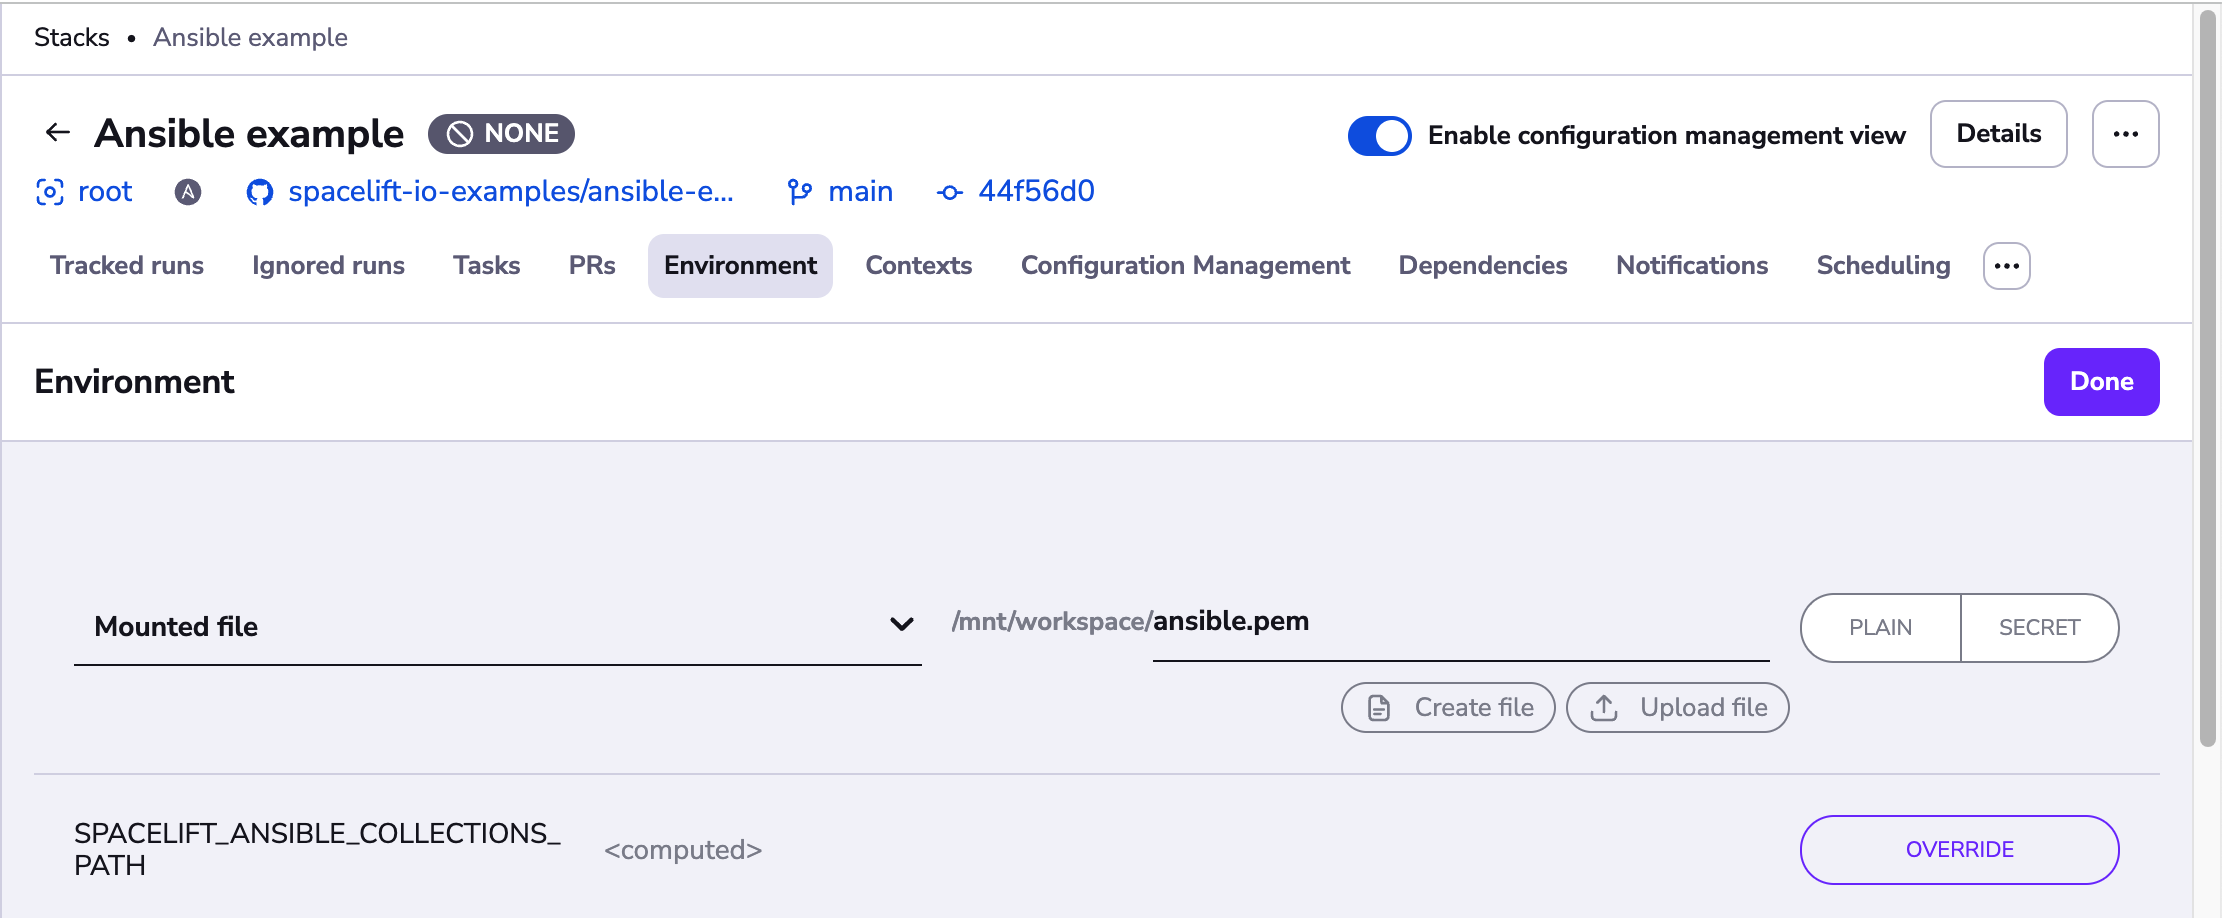 Stacks • Ansible example
Ansible example NONE Enable configuration management view Details ...
root spacelift-io-examples/ansible-e... main 44f56d0
Tracked runs Ignored runs Tasks PRs Environment Contexts Configuration Management Dependencies Notifications Scheduling ...
Environment Done
Mounted file /mnt/workspace/ansible.pem PLAIN SECRET
Create file Upload file
SPACELIFT_ANSIBLE_COLLECTIONS_
PATH
<computed> OVERRIDE